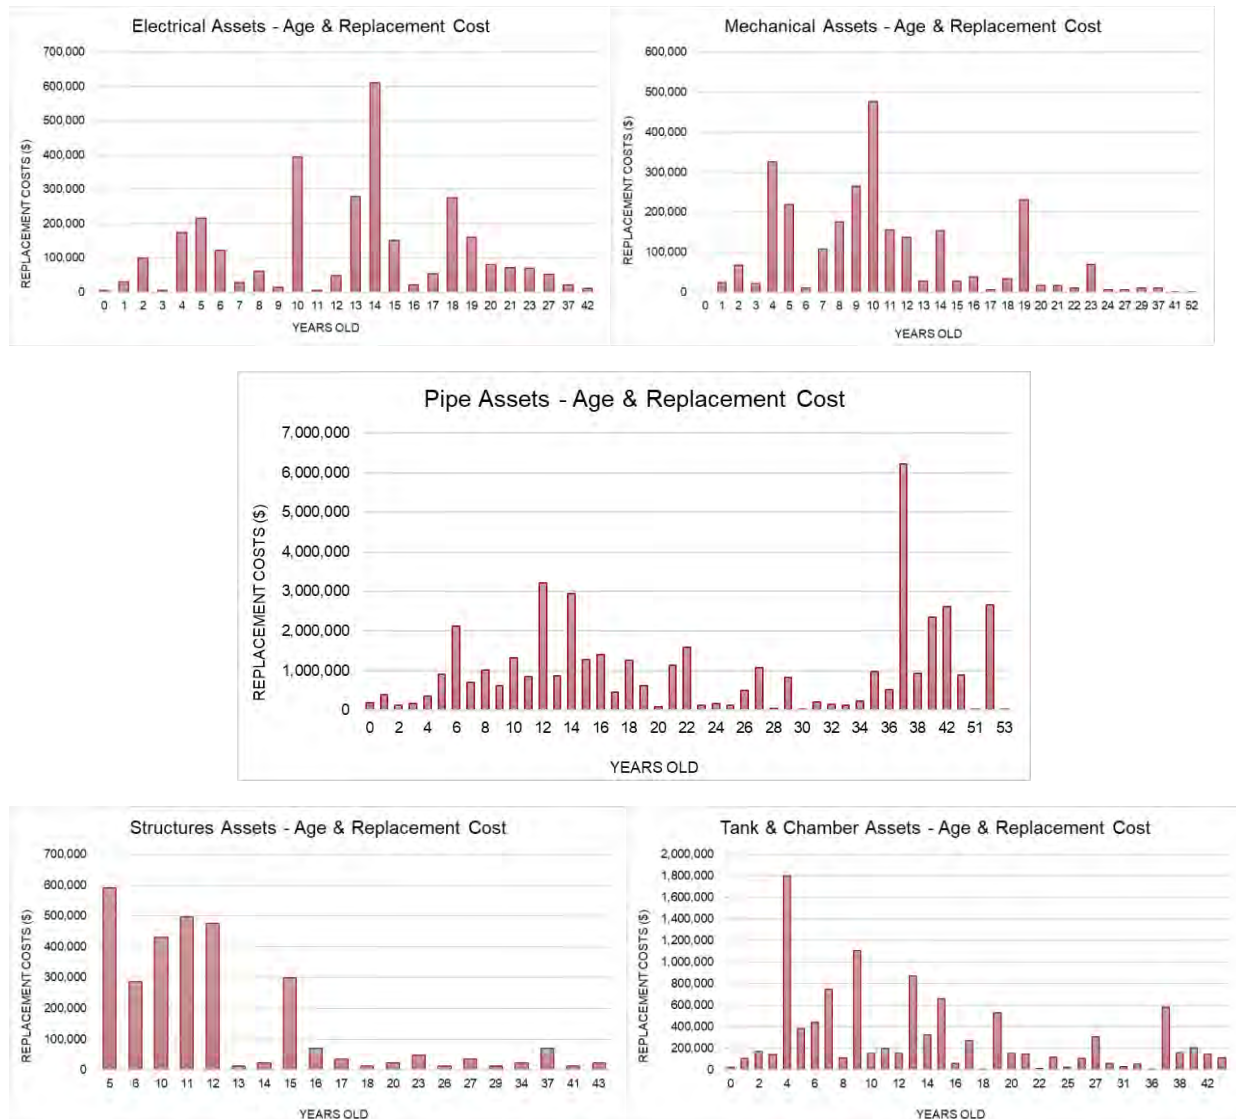 Electrical Assets - Age & Replacement Cost
700,000
600,000
500,000
400,000
300,000
200,000
100,000
0
REPLACEMENT COSTS ($)
0 1 2 3 4 5 6 7 8 9 10 11 12 13 14 15 16 17 18 19 20 21 23 27 37 42
YEARS OLD
Mechanical Assets - Age & Replacement Cost
600,000
500,000
400,000
300,000
200,000
100,000
0
REPLACEMENT COSTS ($)
0 1 2 3 4 5 6 7 8 9 10 11 12 13 14 15 16 17 18 19 20 21 22 23 24 27 29 37 41 52
YEARS OLD
Pipe Assets - Age & Replacement Cost
7,000,000
6,000,000
5,000,000
4,000,000
3,000,000
2,000,000
1,000,000
0
REPLACEMENT COSTS ($)
0 2 4 6 8 10 12 14 16 18 20 22 24 26 28 30 32 34 36 38 42 51 53
YEARS OLD
Structures Assets - Age & Replacement Cost
700,000
600,000
500,000
400,000
300,000
200,000
100,000
0
REPLACEMENT COSTS ($)
5 6 10 11 12 13 14 15 16 17 18 20 23 26 27 29 34 37 41 43
YEARS OLD
Tank & Chamber Assets - Age & Replacement Cost
2,000,000
1,800,000
1,600,000
1,400,000
1,200,000
1,000,000
800,000
600,000
400,000
200,000
0
REPLACEMENT COSTS ($)
0 2 4 6 8 10 12 14 16 18 20 22 25 27 31 36 38 42
YEARS OLD